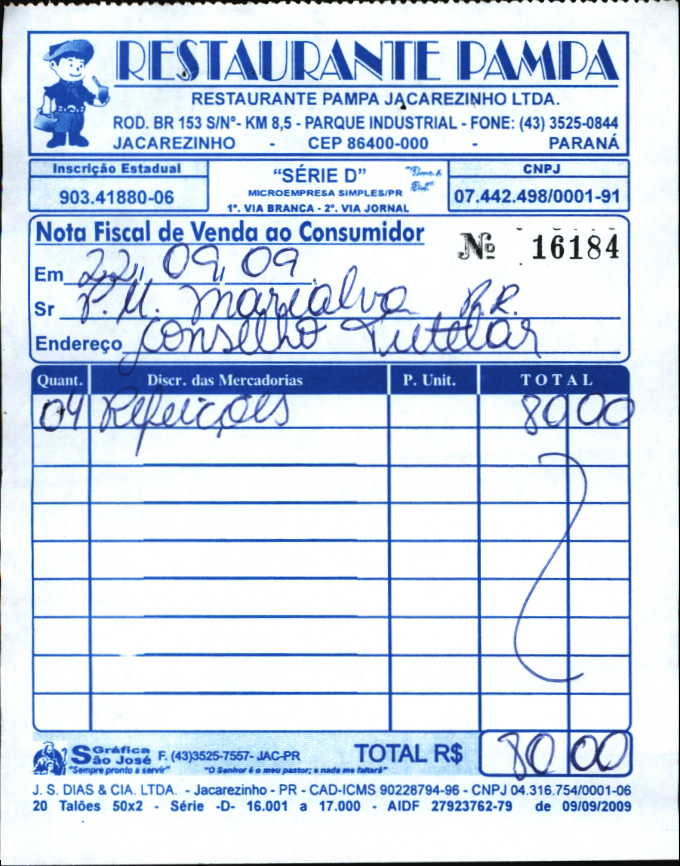 RESTAURANTE PAMPA
RESTAURANTE PAMPA JACAREZINHO LTDA.
ROD. BR 153 S/Nº- KM 8,5 - PARQUE INDUSTRIAL - FONE: (43) 3525-0844
JACAREZINHO - CEP 86400-000 - PARANÁ
Inscrição Estadual
903.41880-06
"SÉRIE D"
MICROEMPRESA SIMPLES/PR
1ª. VIA BRANCA - 2ª. VIA JORNAL
CNPJ
07.442.498/0001-91
Nota Fiscal de Venda ao Consumidor
Nº 16184
Em 22, 09, 09
Sr P.M. Marialva
Endereço Conselho Tutelar
Quant. Discr. das Mercadorias P. Unit. TOTAL
04 Refeições 80 00
Gráfica São José F. (43)3525-7557- JAC-PR
"Sempre pronto a servir" "O Senhor é o meu pastor; e nada me faltará"
TOTAL R$ 80 00
J. S. DIAS & CIA. LTDA. - Jacarezinho - PR - CAD-ICMS 90228794-96 - CNPJ 04.316.754/0001-06
20 Talões 50x2 - Série -D- 16.001 a 17.000 - AIDF 27923762-79 de 09/09/2009